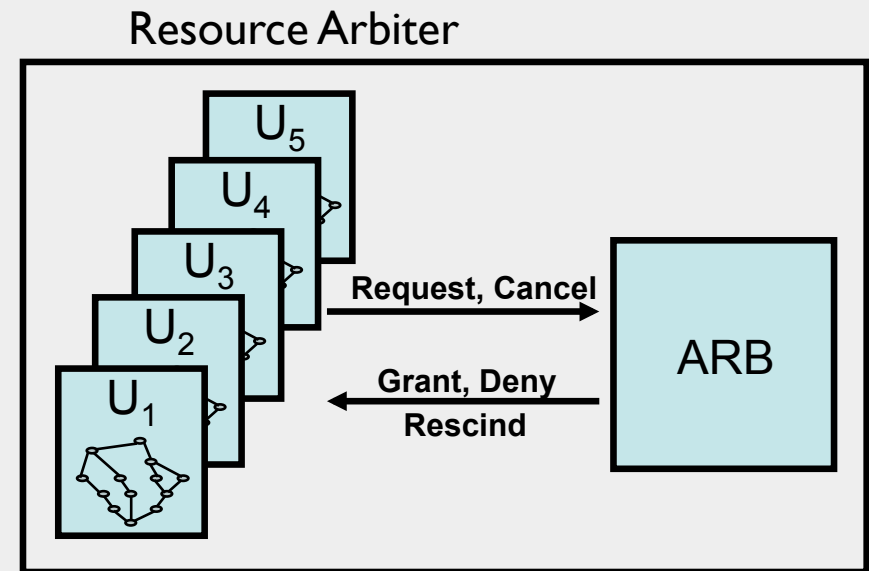 Resource Arbiter
U₅
U₄
U₃
U₂
U₁
Request, Cancel
Grant, Deny
Rescind
ARB